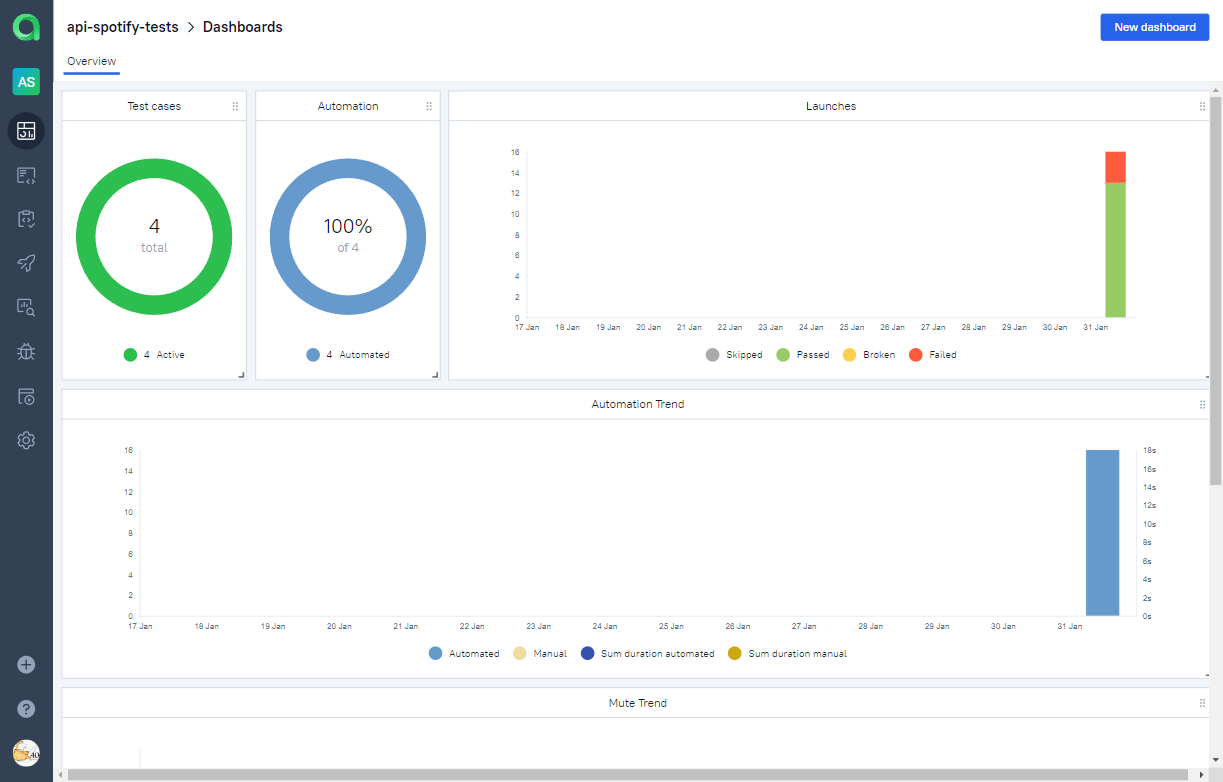 api-spotify-tests > Dashboards
New dashboard
Overview
AS
Test cases
4
total
4 Active
Automation
100%
of 4
4 Automated
Launches
16
14
12
10
8
6
4
2
0
17 Jan 18 Jan 19 Jan 20 Jan 21 Jan 22 Jan 23 Jan 24 Jan 25 Jan 26 Jan 27 Jan 28 Jan 29 Jan 30 Jan 31 Jan
Skipped Passed Broken Failed
Automation Trend
16 18s
14 16s
12 14s
10 12s
8 10s
6 8s
4 6s
2 4s
0 2s
0s
17 Jan 18 Jan 19 Jan 20 Jan 21 Jan 22 Jan 23 Jan 24 Jan 25 Jan 26 Jan 27 Jan 28 Jan 29 Jan 30 Jan 31 Jan
Automated Manual Sum duration automated Sum duration manual
Mute Trend